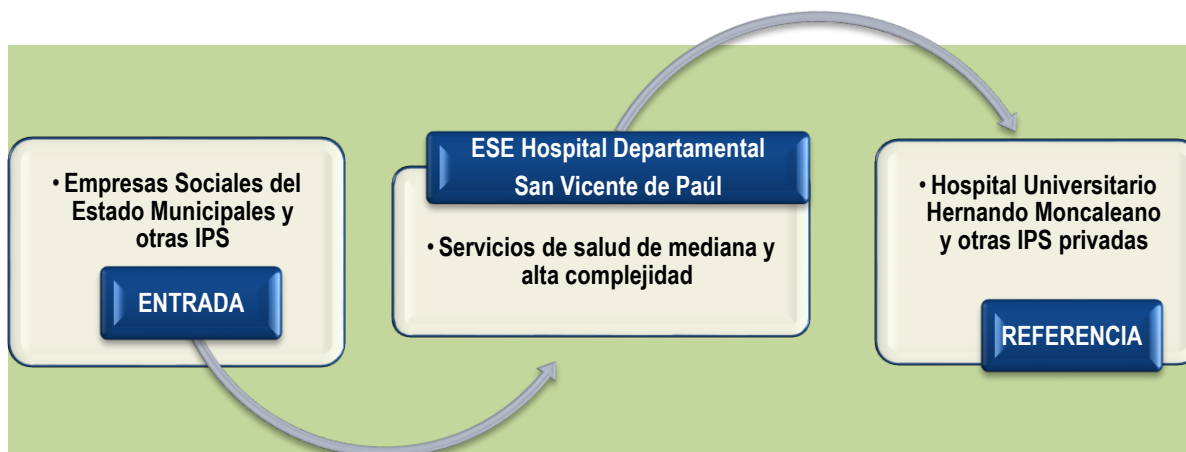 • Empresas Sociales del
Estado Municipales y
otras IPS
ENTRADA
ESE Hospital Departamental
San Vicente de Paúl
• Servicios de salud de mediana y
alta complejidad
• Hospital Universitario
Hernando Moncaleano
y otras IPS privadas
REFERENCIA